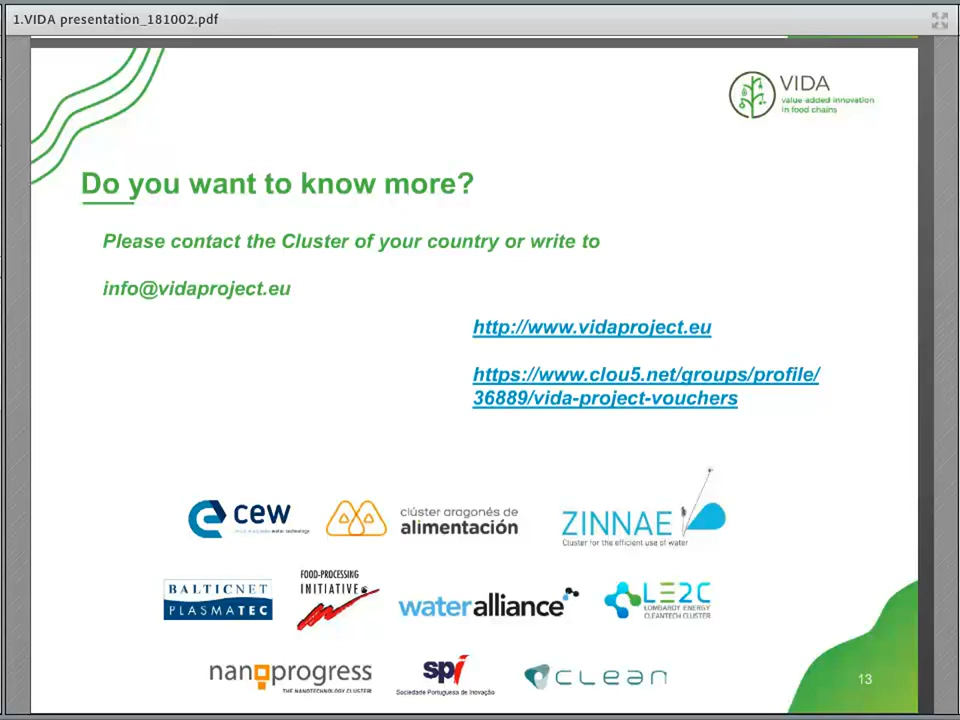 1.VIDA presentation_181002.pdf
VIDA
value-added innovation
in food chains
Do you want to know more?
Please contact the Cluster of your country or write to
info@vidaproject.eu
http://www.vidaproject.eu
https://www.clou5.net/groups/profile/
36889/vida-project-vouchers
cew
clúster aragonés de
alimentación
ZINNAE
Cluster for the efficient use of water
BALTICNET
PLASMATEC
FOOD-PROCESSING
INITIATIVE
wateralliance
LE2C
LOMBARDY ENERGY
CLEANTECH CLUSTER
nanoprogress
THE NANOTECHNOLOGY CLUSTER
spi
Sociedade Portuguesa de Inovação
CLEAN
13